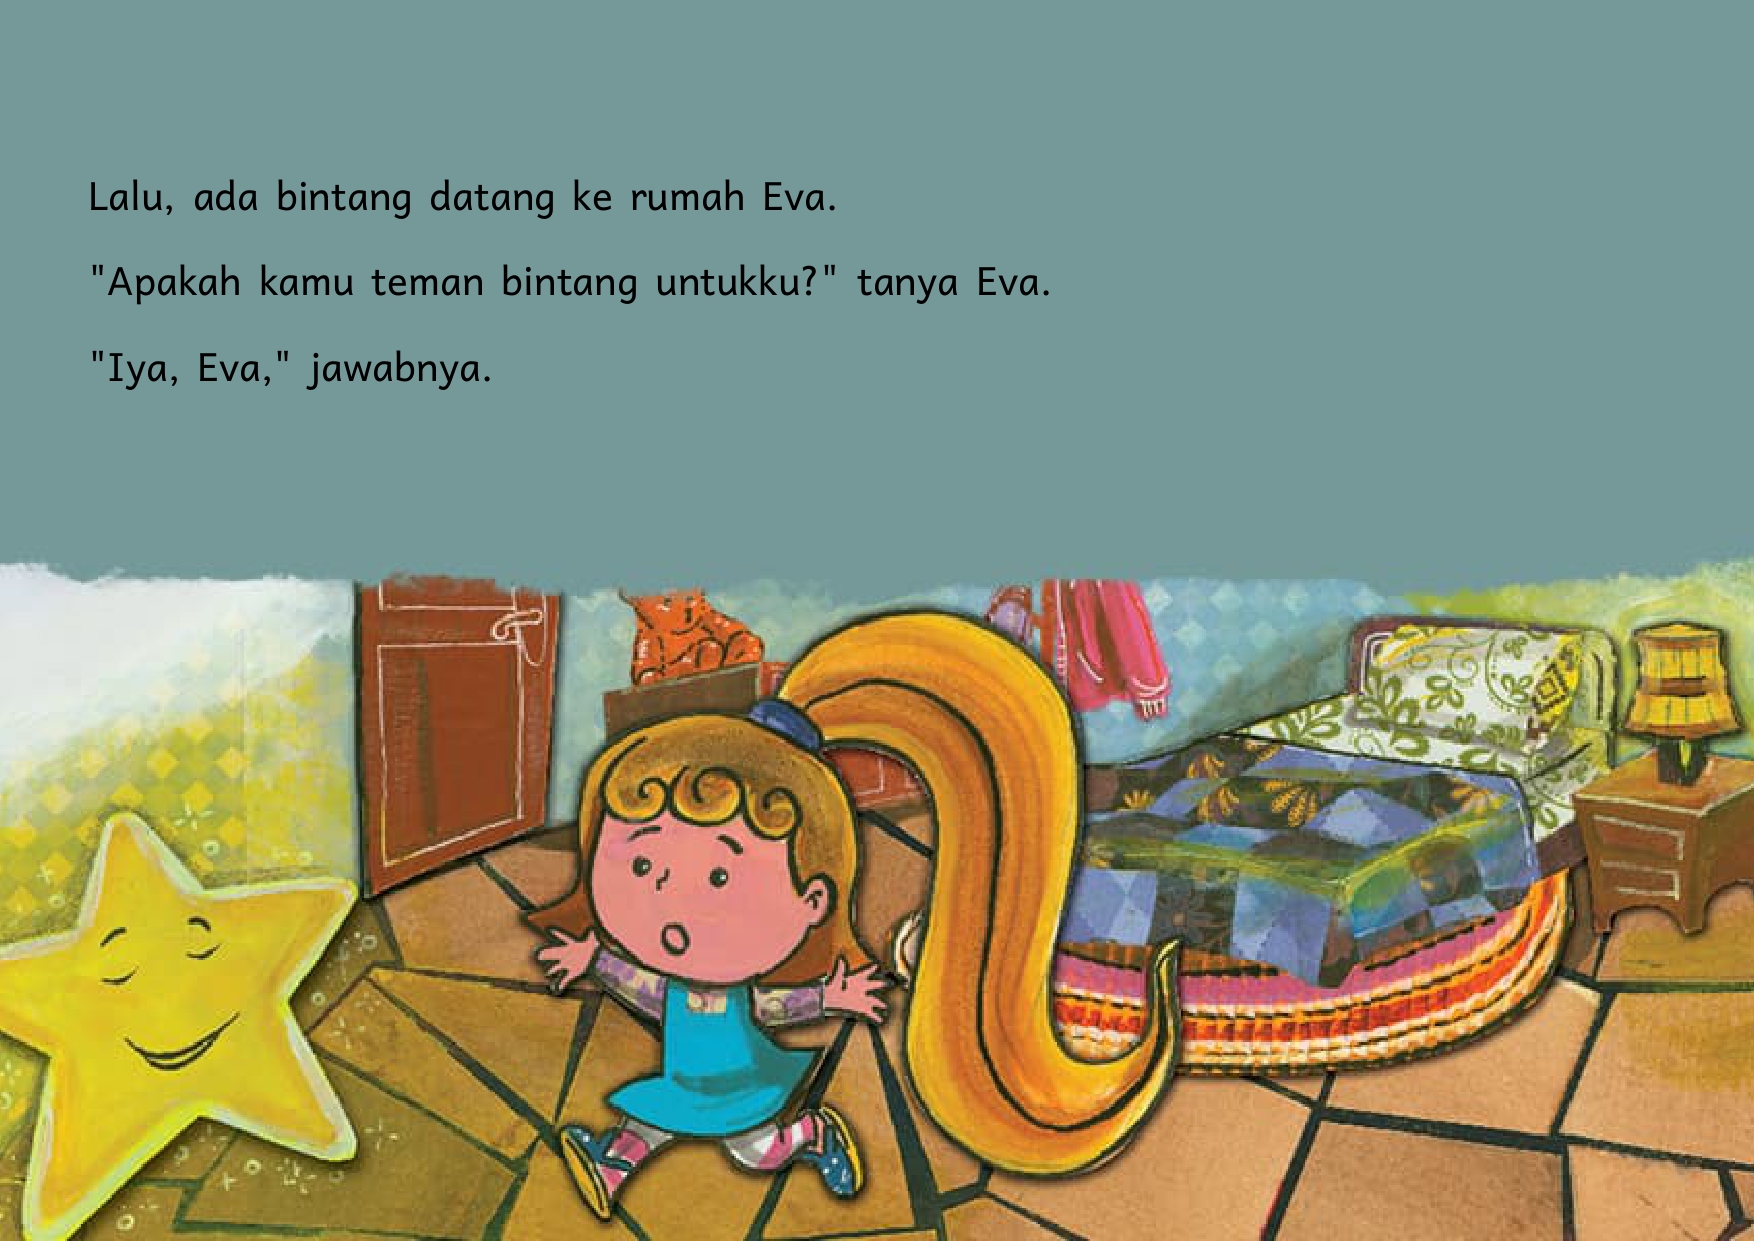 Lalu, ada bintang datang ke rumah Eva.
"Apakah kamu teman bintang untukku?" tanya Eva.
"Iya, Eva," jawabnya.